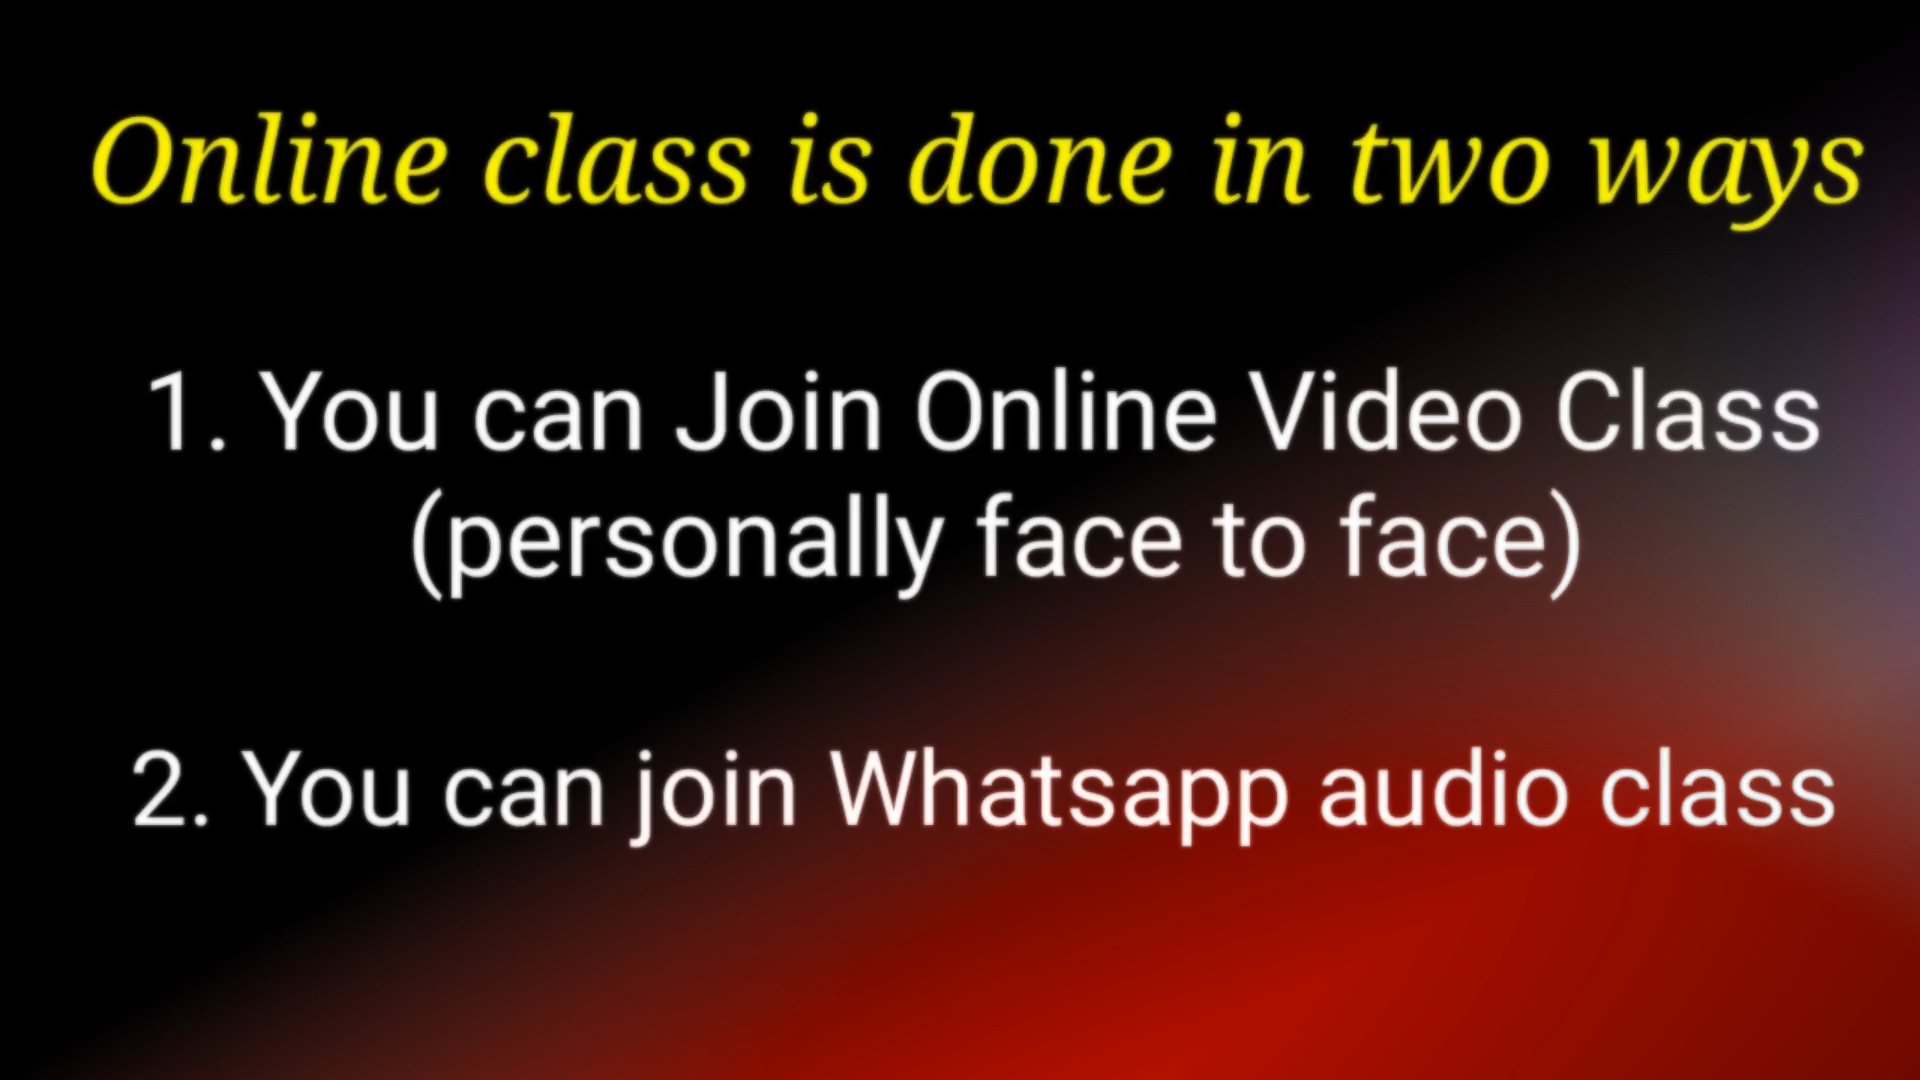 Online class is done in two ways
1. You can Join Online Video Class
(personally face to face)
2. You can join Whatsapp audio class